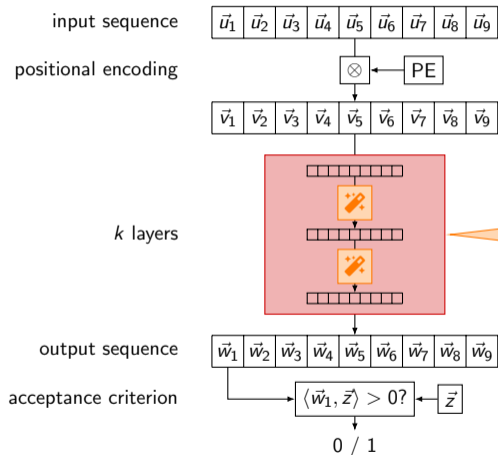 input sequence u⃗1 u⃗2 u⃗3 u⃗4 u⃗5 u⃗6 u⃗7 u⃗8 u⃗9
positional encoding ⊗ PE
v⃗1 v⃗2 v⃗3 v⃗4 v⃗5 v⃗6 v⃗7 v⃗8 v⃗9
k layers
output sequence w⃗1 w⃗2 w⃗3 w⃗4 w⃗5 w⃗6 w⃗7 w⃗8 w⃗9
acceptance criterion ⟨w⃗1, z⃗⟩ > 0? z⃗
0 / 1